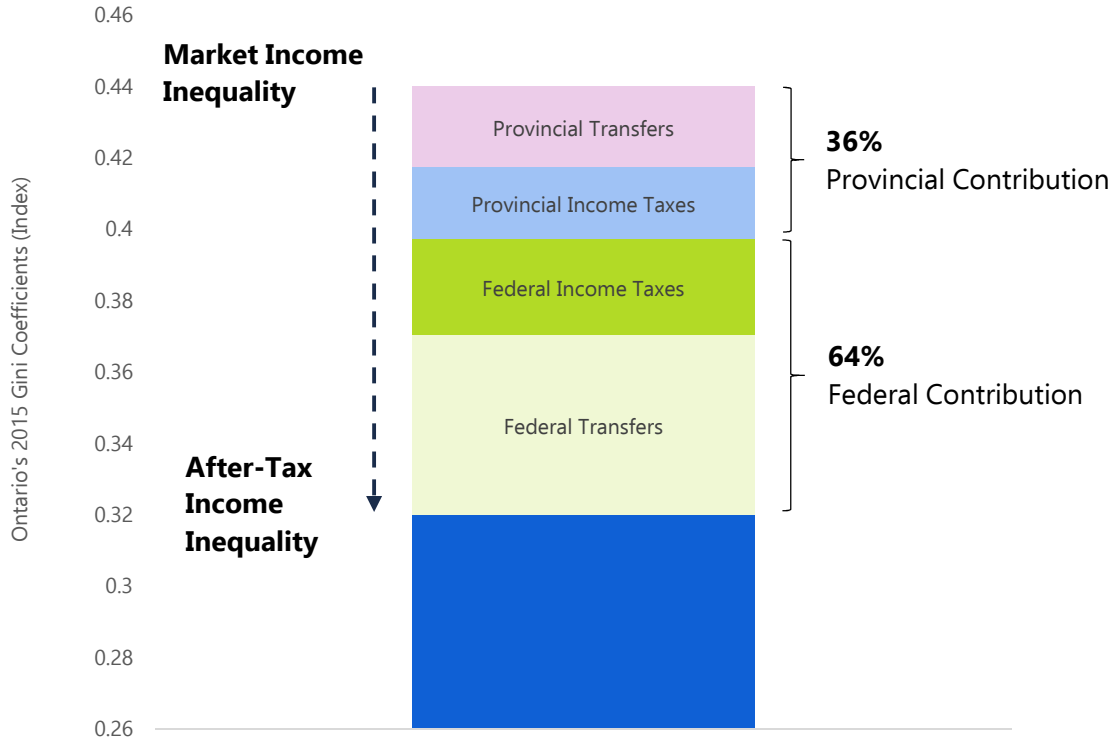 0.46
0.44
0.42
0.4
0.38
0.36
0.34
0.32
0.3
0.28
0.26
Ontario's 2015 Gini Coefficients (Index)
Market Income
Inequality
After-Tax
Income
Inequality
Provincial Transfers
Provincial Income Taxes
Federal Income Taxes
Federal Transfers
36%
Provincial Contribution
64%
Federal Contribution